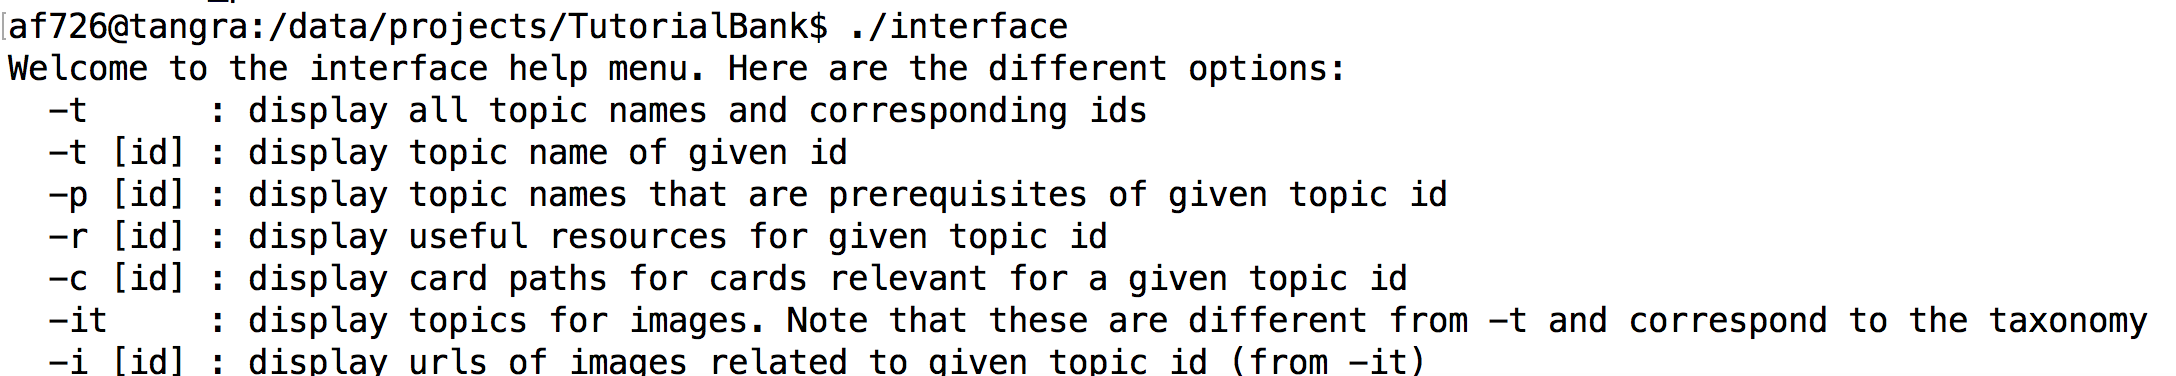 [af726@tangra:/data/projects/TutorialBank$ ./interface
Welcome to the interface help menu. Here are the different options:
  -t      : display all topic names and corresponding ids
  -t [id] : display topic name of given id
  -p [id] : display topic names that are prerequisites of given topic id
  -r [id] : display useful resources for given topic id
  -c [id] : display card paths for cards relevant for a given topic id
  -it     : display topics for images. Note that these are different from -t and correspond to the taxonomy
  -i [id] : display urls of images related to given topic id (from -it)